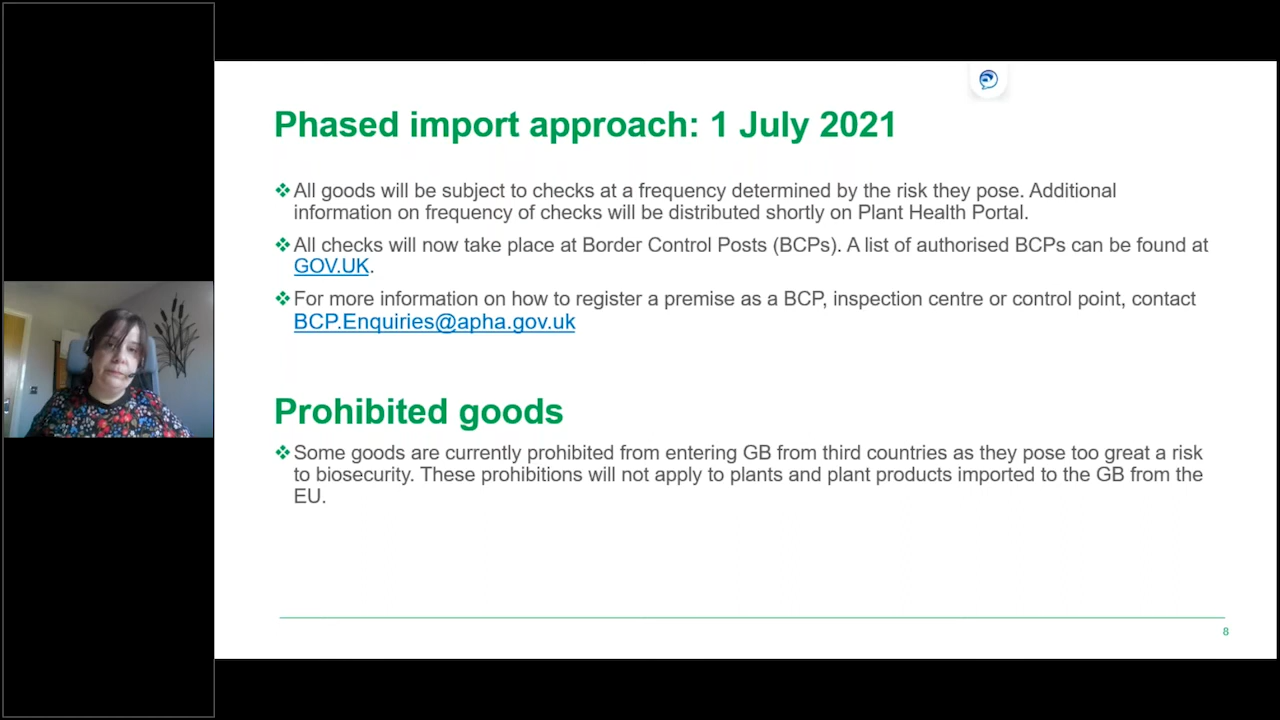 Phased import approach: 1 July 2021
❖All goods will be subject to checks at a frequency determined by the risk they pose. Additional
information on frequency of checks will be distributed shortly on Plant Health Portal.
❖All checks will now take place at Border Control Posts (BCPs). A list of authorised BCPs can be found at
GOV.UK.
❖For more information on how to register a premise as a BCP, inspection centre or control point, contact
BCP.Enquiries@apha.gov.uk
Prohibited goods
❖Some goods are currently prohibited from entering GB from third countries as they pose too great a risk
to biosecurity. These prohibitions will not apply to plants and plant products imported to the GB from the
EU.
8